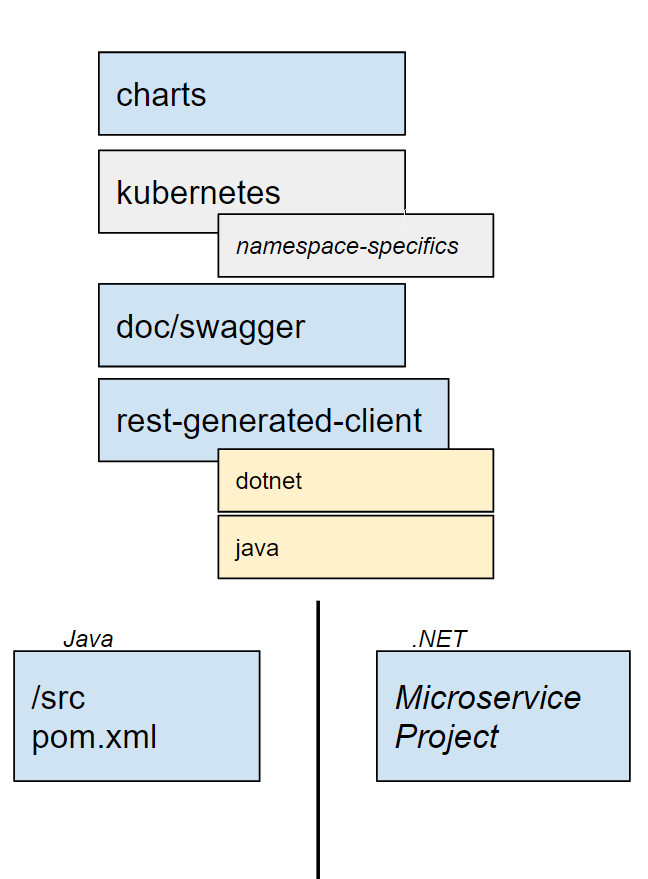 charts
kubernetes
namespace-specifics
doc/swagger
rest-generated-client
dotnet
java
Java
/src
pom.xml
.NET
Microservice
Project